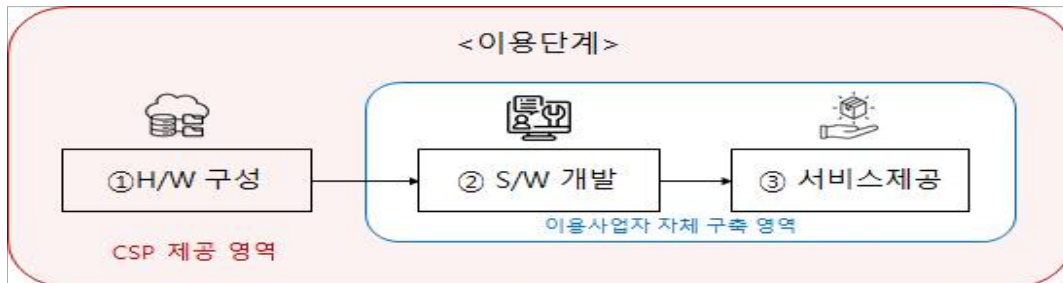 <이용단계>
①H/W 구성
② S/W 개발
③ 서비스제공
이용사업자 자체 구축 영역
CSP 제공 영역